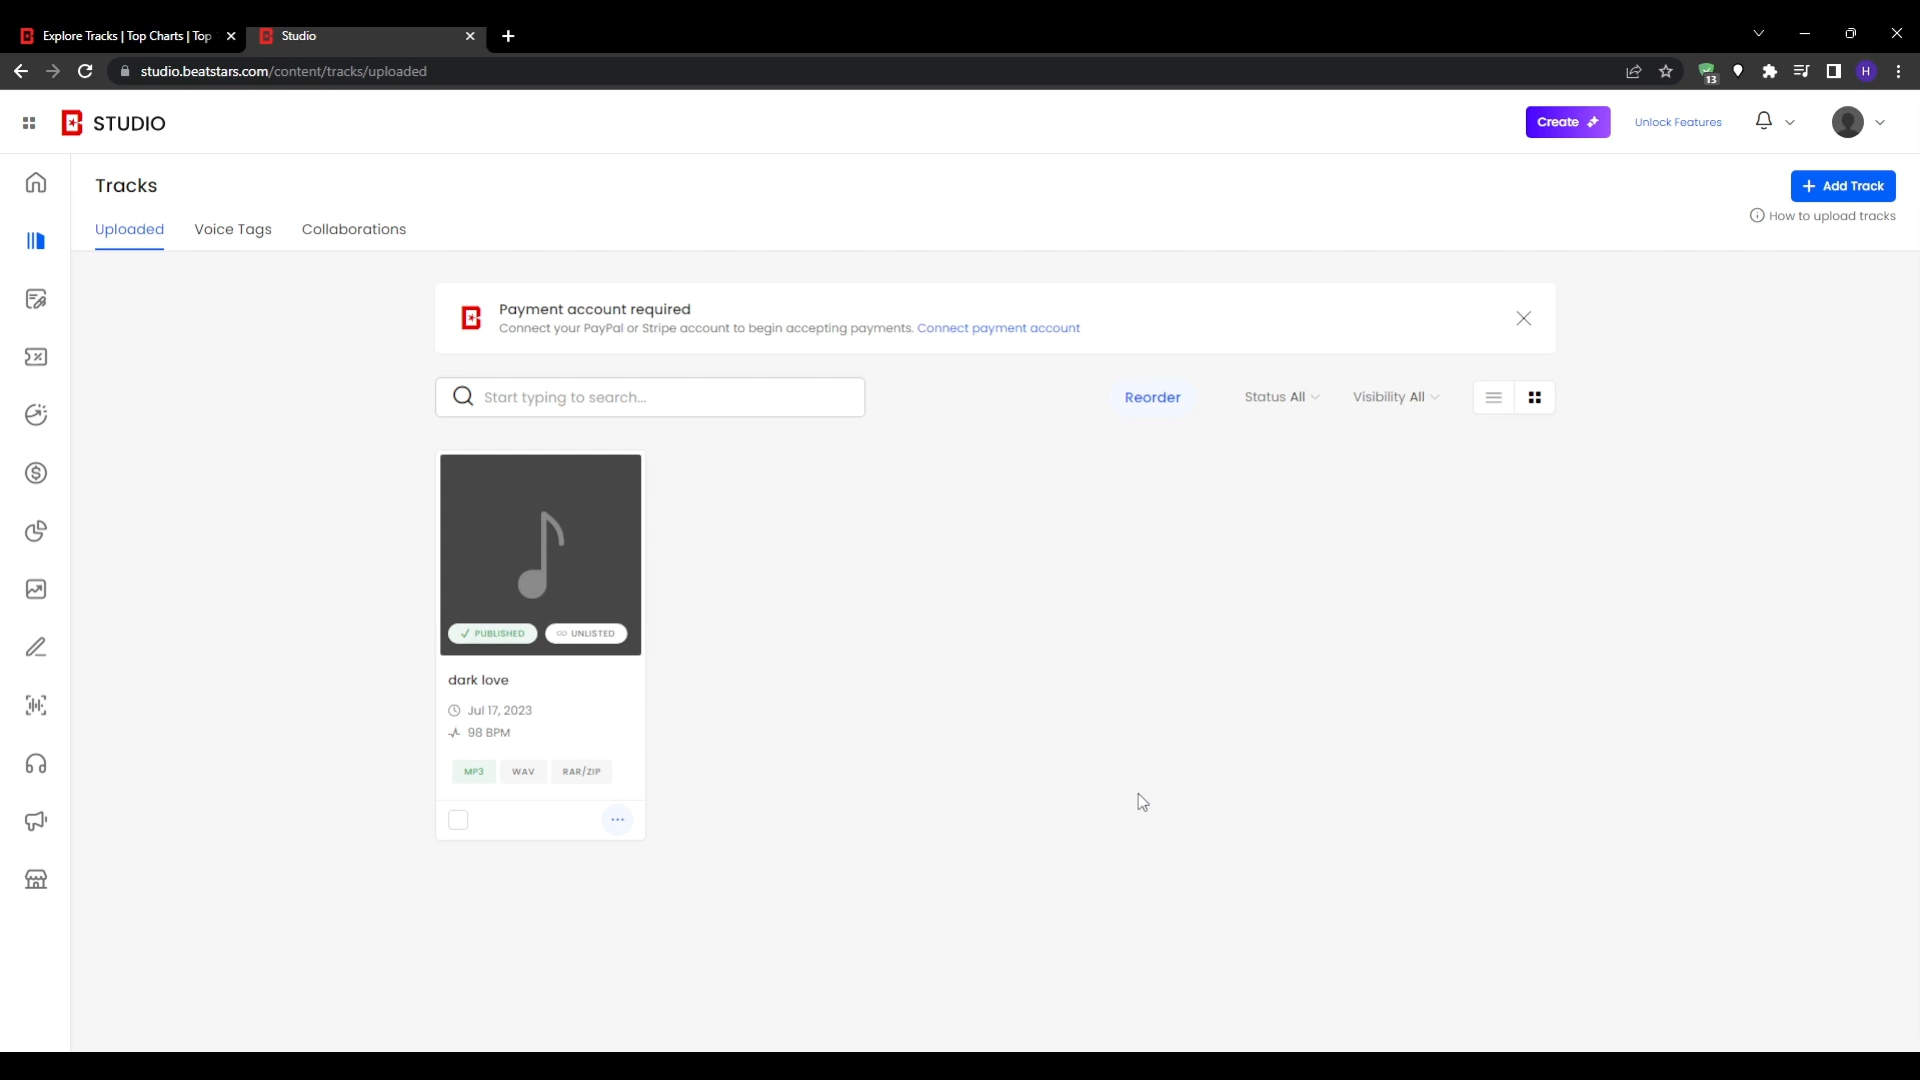 Explore Tracks | Top Charts | Top
Studio
studio.beatstars.com/content/tracks/uploaded
13
H
STUDIO
Create
Unlock Features
Tracks
Add Track
How to upload tracks
Uploaded
Voice Tags
Collaborations
Payment account required
Connect your PayPal or Stripe account to begin accepting payments. Connect payment account
Start typing to search...
Reorder
Status All
Visibility All
PUBLISHED
UNLISTED
dark love
Jul 17, 2023
98 BPM
MP3
WAV
RAR/ZIP